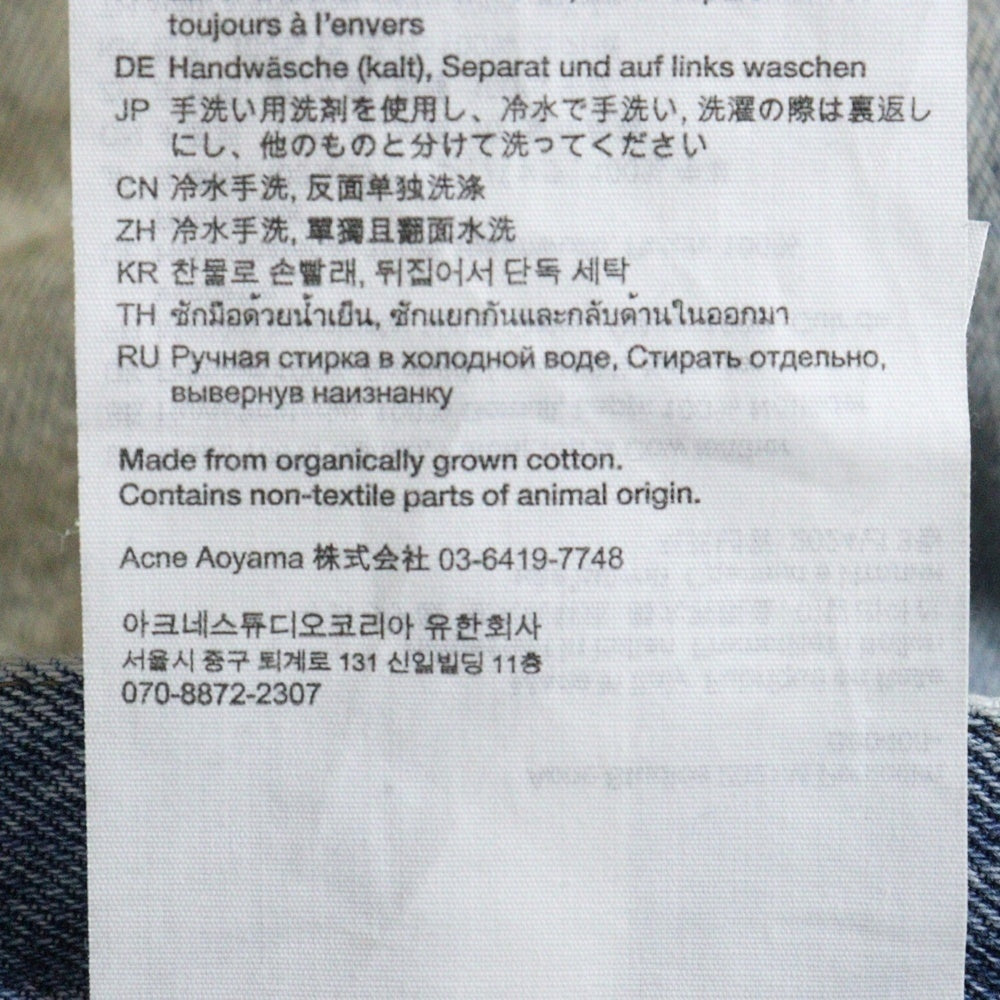 toujours à l'envers
DE Handwäsche (kalt), Separat und auf links waschen
JP 手洗い用洗剤を使用し、冷水で手洗い, 洗濯の際は裏返し
にし、他のものと分けて洗ってください
CN 冷水手洗, 反面单独洗涤
ZH 冷水手洗, 單獨且翻面水洗
KR 찬물로 손빨래, 뒤집어서 단독 세탁
TH ซักมือด้วยน้ำเย็น, ซักแยกกันและกลับด้านในออกมา
RU Ручная стирка в холодной воде, Стирать отдельно,
вывернув наизнанку
Made from organically grown cotton.
Contains non-textile parts of animal origin.
Acne Aoyama 株式会社 03-6419-7748
아크네스튜디오코리아 유한회사
서울시 중구 퇴계로 131 신일빌딩 11층
070-8872-2307